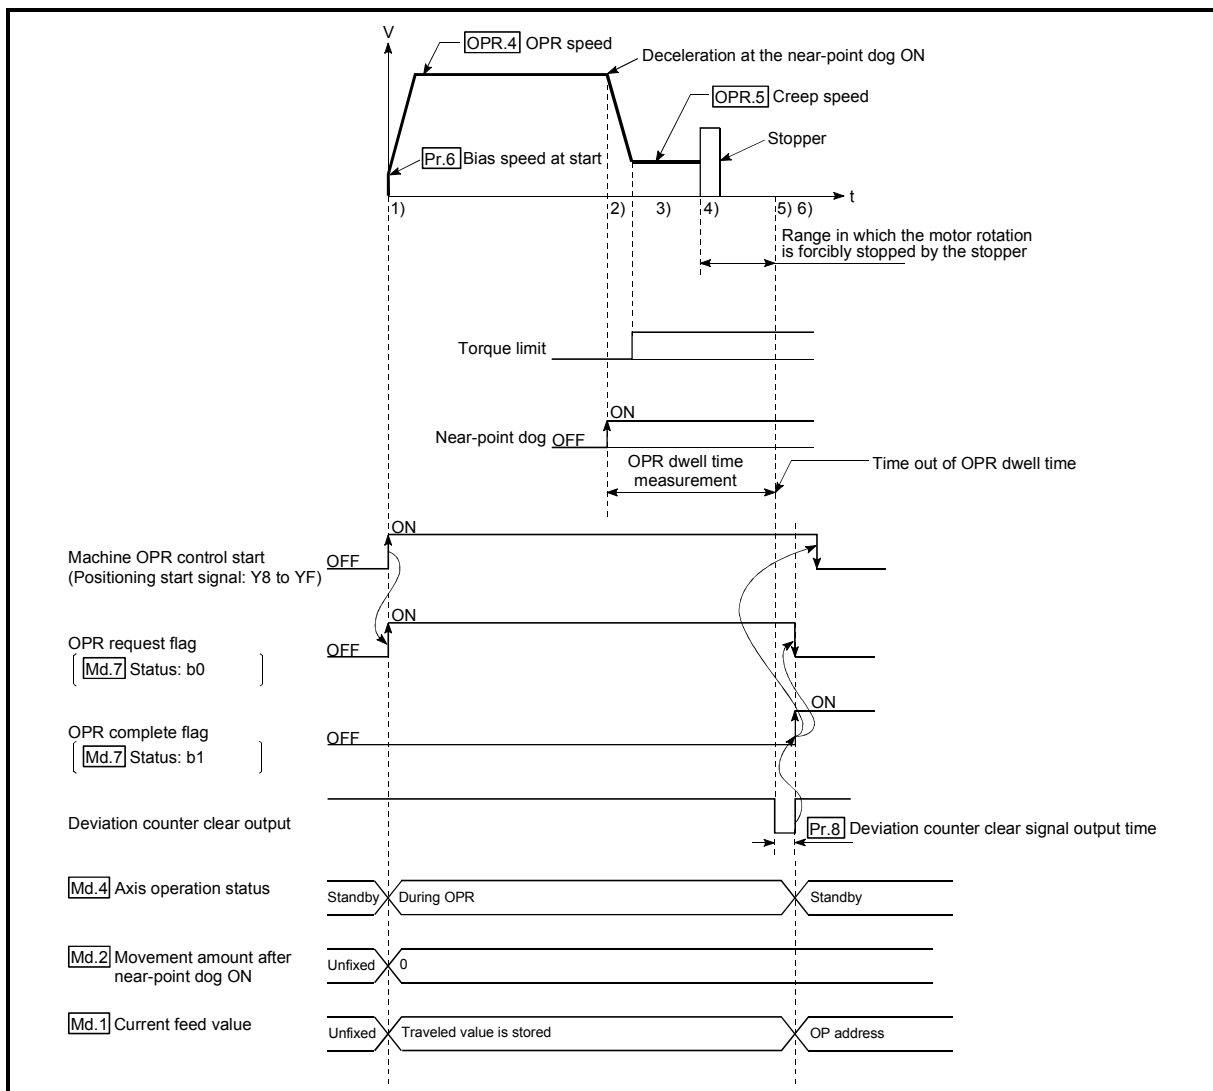 V
OPR.4 OPR speed
Deceleration at the near-point dog ON
OPR.5 Creep speed
Stopper
Pr.6 Bias speed at start
t
1) 2) 3) 4) 5) 6)
Range in which the motor rotation
is forcibly stopped by the stopper
Torque limit
ON
Near-point dog OFF
OPR dwell time
measurement
Time out of OPR dwell time
ON
Machine OPR control start
(Positioning start signal: Y8 to YF)
OFF
ON
OPR request flag
OFF
Md.7 Status: b0
ON
OPR complete flag
OFF
Md.7 Status: b1
Deviation counter clear output
Pr.8 Deviation counter clear signal output time
Md.4 Axis operation status
Standby During OPR Standby
Md.2 Movement amount after
near-point dog ON
Unfixed 0
Md.1 Current feed value
Unfixed Traveled value is stored OP address